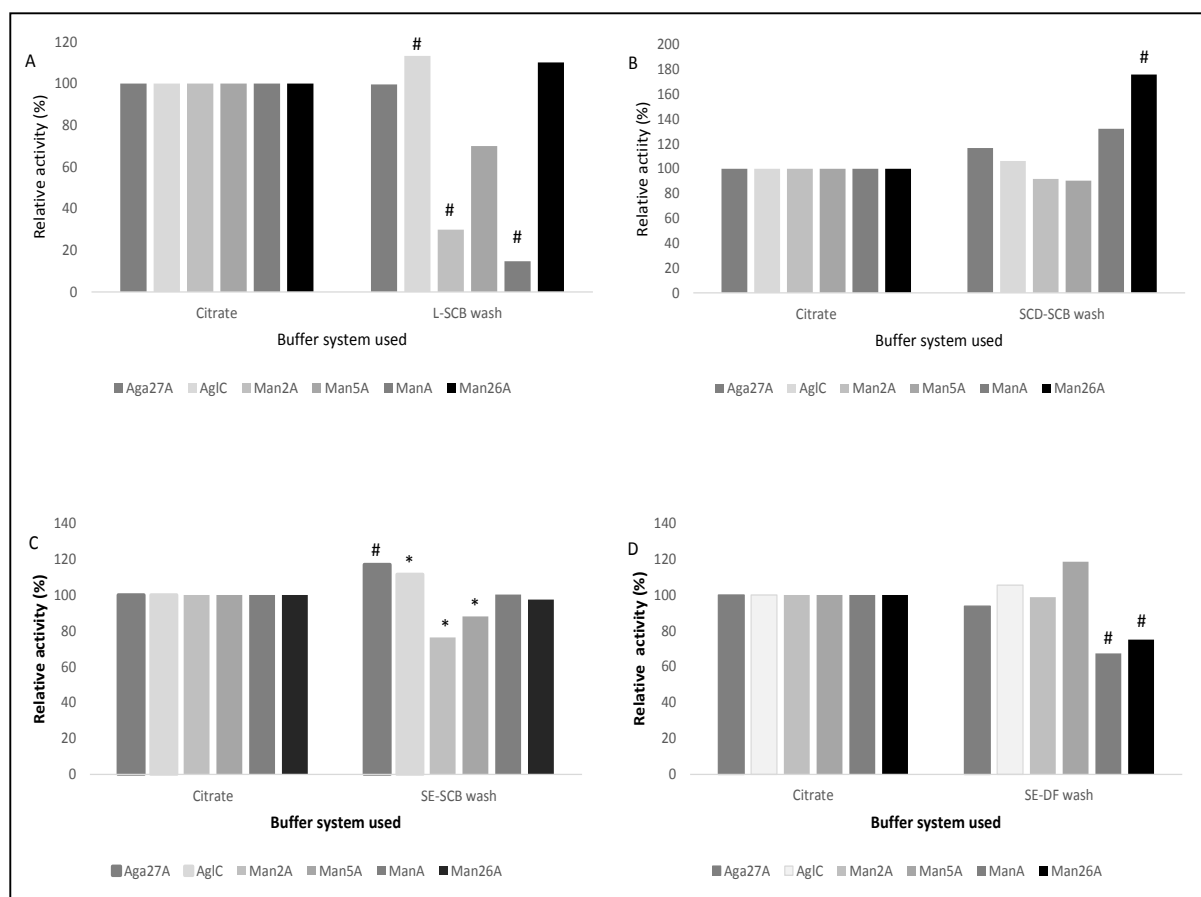 A
Relative activity (%)
120
100
80
60
40
20
0
#
#
#
Citrate
L-SCB wash
Buffer system used
Aga27A AglC Man2A Man5A ManA Man26A
B
Relative actiity (%)
200
180
160
140
120
100
80
60
40
20
0
#
Citrate
SCD-SCB wash
Buffer system used
Aga27A AglC Man2A Man5A ManA Man26A
C
Relative activity (%)
140
120
100
80
60
40
20
0
#
*
*
*
Citrate
SE-SCB wash
Buffer system used
Aga27A AglC Man2A Man5A ManA Man26A
D
Relative activity (%)
140
120
100
80
60
40
20
0
#
#
Citrate
SE-DF wash
Buffer system used
Aga27A AglC Man2A Man5A ManA Man26A